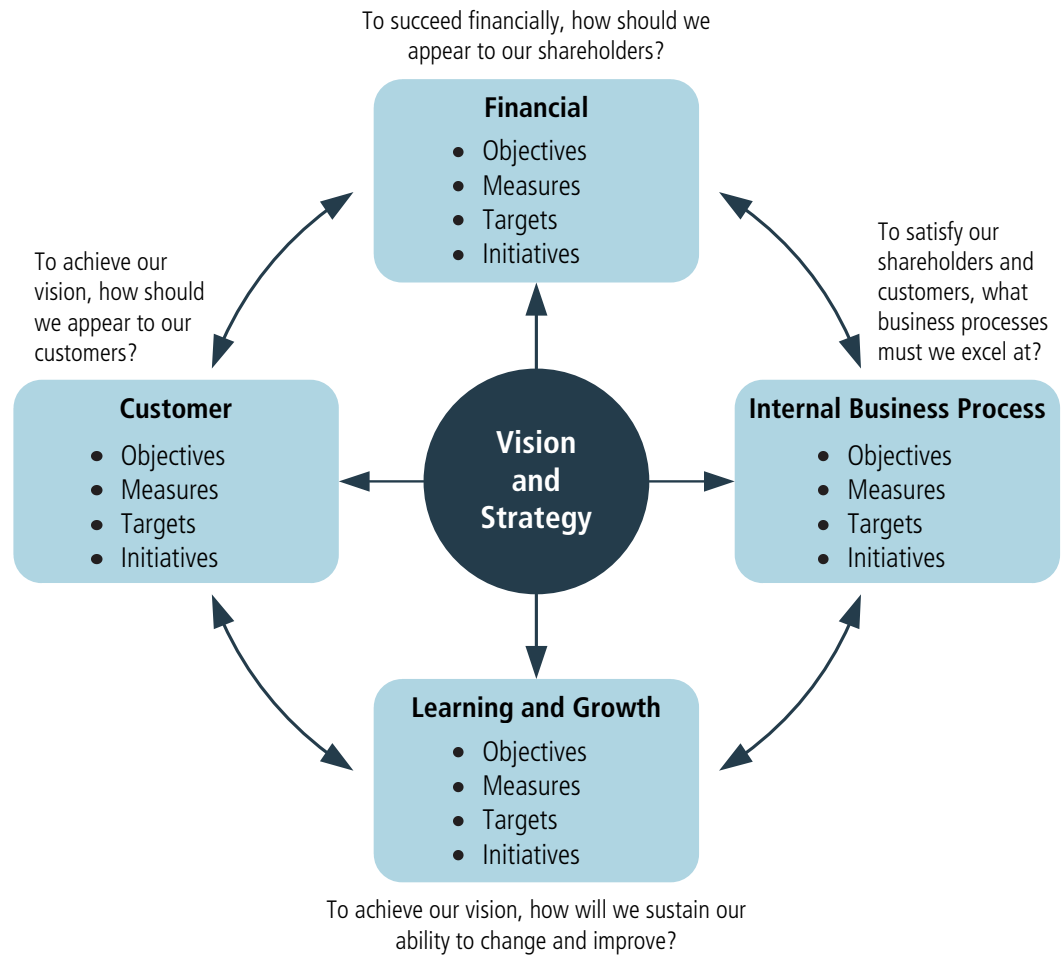 To succeed financially, how should we
appear to our shareholders?
Financial
• Objectives
• Measures
• Targets
• Initiatives
To achieve our
vision, how should
we appear to our
customers?
To satisfy our
shareholders and
customers, what
business processes
must we excel at?
Customer
• Objectives
• Measures
• Targets
• Initiatives
Vision
and
Strategy
Internal Business Process
• Objectives
• Measures
• Targets
• Initiatives
Learning and Growth
• Objectives
• Measures
• Targets
• Initiatives
To achieve our vision, how will we sustain our
ability to change and improve?